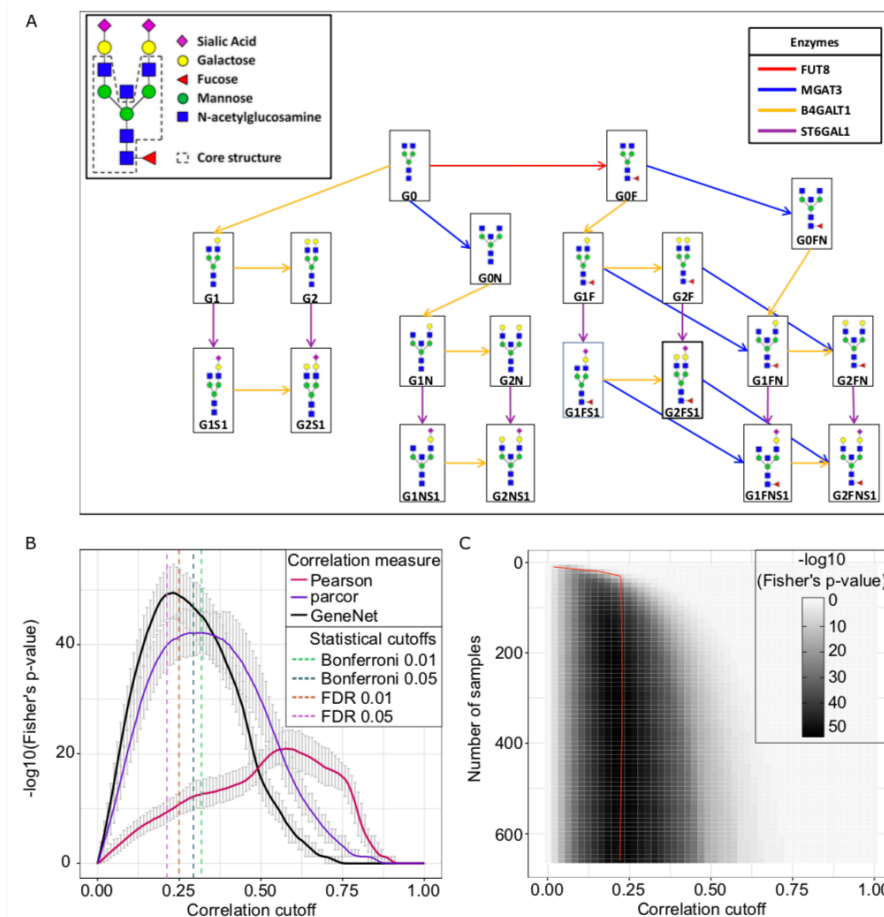 A
Sialic Acid
Galactose
Fucose
Mannose
N-acetylglucosamine
Core structure
Enzymes
FUT8
MGAT3
B4GALT1
ST6GAL1
G0
G0F
G0FN
G0N
G1
G2
G1F
G2F
G1N
G2N
G1FN
G2FN
G1S1
G2S1
G1FS1
G2FS1
G1NS1
G2NS1
G1FNS1
G2FNS1
B
-log10(Fisher's p-value)
40
20
0
0.00
0.25
0.50
0.75
1.00
Correlation cutoff
Correlation measure
Pearson
parcor
GeneNet
Statistical cutoffs
Bonferroni 0.01
Bonferroni 0.05
FDR 0.01
FDR 0.05
C
Number of samples
0
200
400
600
0.00
0.25
0.50
0.75
1.00
Correlation cutoff
-log10
(Fisher's p-value)
0
10
20
30
40
50